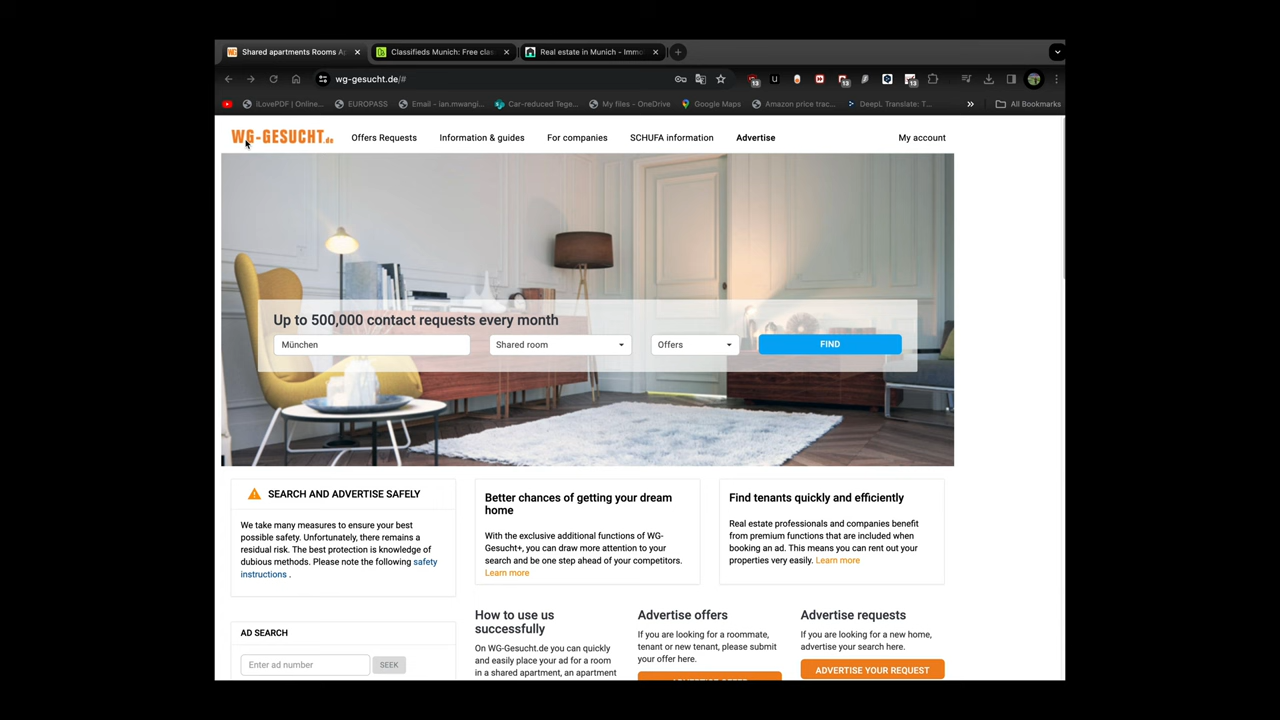 Shared apartments Rooms Ap
Classifieds Munich: Free clas
Real estate in Munich - Immo
wg-gesucht.de/#
13
13
13
iLovePDF | Online...
EUROPASS
Email - ian.mwangi...
Car-reduced Tege...
My files - OneDrive
Google Maps
Amazon price trac...
DeepL Translate: T...
All Bookmarks
WG-GESUCHT.de
Offers Requests
Information & guides
For companies
SCHUFA information
Advertise
My account
Up to 500,000 contact requests every month
München
Shared room
Offers
FIND
SEARCH AND ADVERTISE SAFELY
We take many measures to ensure your best
possible safety. Unfortunately, there remains a
residual risk. The best protection is knowledge of
dubious methods. Please note the following safety
instructions .
Better chances of getting your dream
home
With the exclusive additional functions of WG-
Gesucht+, you can draw more attention to your
search and be one step ahead of your competitors.
Learn more
Find tenants quickly and efficiently
Real estate professionals and companies benefit
from premium functions that are included when
booking an ad. This means you can rent out your
properties very easily. Learn more
AD SEARCH
Enter ad number
SEEK
How to use us
successfully
On WG-Gesucht.de you can quickly
and easily place your ad for a room
in a shared apartment, an apartment
Advertise offers
If you are looking for a roommate,
tenant or new tenant, please submit
your offer here.
Advertise requests
If you are looking for a new home,
advertise your search here.
ADVERTISE YOUR REQUEST